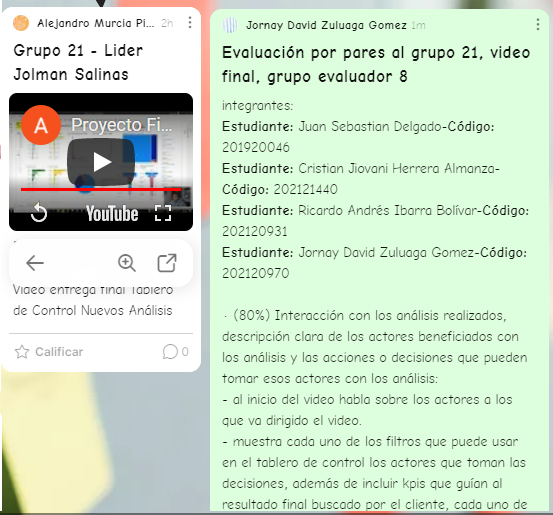 Alejandro Murcia Pi... 2h
Grupo 21 - Lider
Jolman Salinas
A
Proyecto Fi...
YouTube
Video entrega final Tablero
de Control Nuevos Análisis
Calificar
0
Jornay David Zuluaga Gomez 1m
Evaluación por pares al grupo 21, video
final, grupo evaluador 8
integrantes:
Estudiante: Juan Sebastian Delgado-Código:
201920046
Estudiante: Cristian Jiovani Herrera Almanza-
Código: 202121440
Estudiante: Ricardo Andrés Ibarra Bolívar-Código:
202120931
Estudiante: Jornay David Zuluaga Gomez-Código:
202120970
· (80%) Interacción con los análisis realizados,
descripción clara de los actores beneficiados con
los análisis y las acciones o decisiones que pueden
tomar esos actores con los análisis:
- al inicio del video habla sobre los actores a los
que va dirigido el video.
- muestra cada uno de los filtros que puede usar
en el tablero de control los actores que toman las
decisiones, además de incluir kpis que guían al
resultado final buscado por el cliente, cada uno de